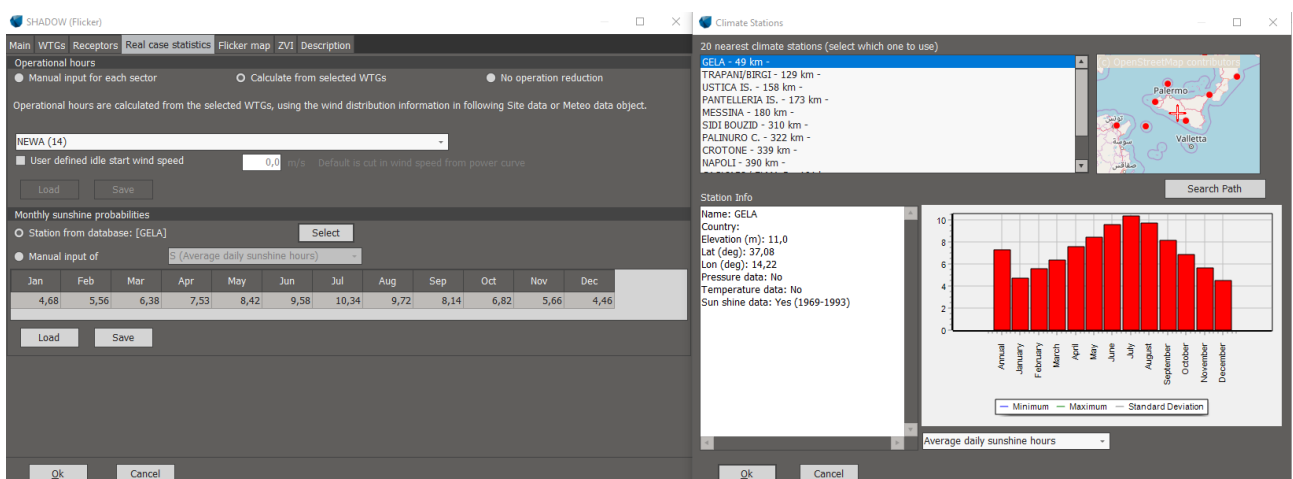 SHADOW (Flicker)
Main WTGs Receptors Real case statistics Flicker map ZVI Description
Operational hours
Manual input for each sector Calculate from selected WTGs No operation reduction
Operational hours are calculated from the selected WTGs, using the wind distribution information in following Site data or Meteo data object.
NEWA (14)
User defined idle start wind speed 0,0 m/s Default is cut in wind speed from power curve
Load Save
Monthly sunshine probabilities
Station from database: [GELA] Select
Manual input of S (Average daily sunshine hours)
Jan Feb Mar Apr May Jun Jul Aug Sep Oct Nov Dec
4,68 5,56 6,38 7,53 8,42 9,58 10,34 9,72 8,14 6,82 5,66 4,46
Load Save
Ok Cancel
Climate Stations
20 nearest climate stations (select which one to use)
GELA - 49 km -
TRAPANI/BIRGI - 129 km -
USTICA IS. - 158 km -
PANTELLERIA IS. - 173 km -
MESSINA - 180 km -
SIDI BOUZID - 310 km -
PALINURO C. - 322 km -
CROTONE - 339 km -
NAPOLI - 390 km -
(c) OpenStreetMap contributors
Palermo
تونس
سوسة
Valletta
صفاقس
Search Path
Station Info
Name: GELA
Country:
Elevation (m): 11,0
Lat (deg): 37,08
Lon (deg): 14,22
Pressure data: No
Temperature data: No
Sun shine data: Yes (1969-1993)
10
8
6
4
2
0
Annual January February March April May June July August September October November December
Minimum Maximum Standard Deviation
Average daily sunshine hours
Ok Cancel